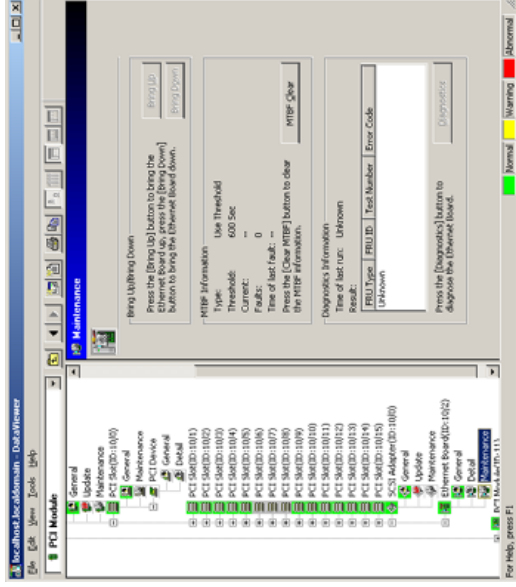 localhost.localdomain - DataViewer
File Edit View Tools Help
PCI Module
General
Update
Maintenance
PCI Slot(ID:10/0)
General
Maintenance
PCI Device
General
Detail
PCI Slot(ID:10/1)
PCI Slot(ID:10/2)
PCI Slot(ID:10/3)
PCI Slot(ID:10/4)
PCI Slot(ID:10/5)
PCI Slot(ID:10/6)
PCI Slot(ID:10/7)
PCI Slot(ID:10/8)
PCI Slot(ID:10/9)
PCI Slot(ID:10/10)
PCI Slot(ID:10/11)
PCI Slot(ID:10/12)
PCI Slot(ID:10/13)
PCI Slot(ID:10/14)
PCI Slot(ID:10/15)
SCSI Adapter(ID:10/0)
General
Update
Maintenance
Ethernet Board(ID:10/2)
General
Detail
Maintenance
Maintenance
Bring Up/Bring Down
Press the [Bring Up] button to bring the
Ethernet Board up, press the [Bring Down]
button to bring the Ethernet Board down.
Bring Up
Bring Down
MTBF Information
Type: Use Threshold
Threshold: 600 Sec
Current: --
Faults: 0
Time of last fault: --
Press the [Clear MTBF] button to clear
the MTBF information.
MTBF Clear
Diagnostics Information
Time of last run: Unknown
Result:
FRU Type FRU ID Test Number Error Code
Unknown
Press the [Diagnostics] button to
diagnose the Ethernet Board.
Diagnostics
For Help, press F1
Normal Warning Abnormal